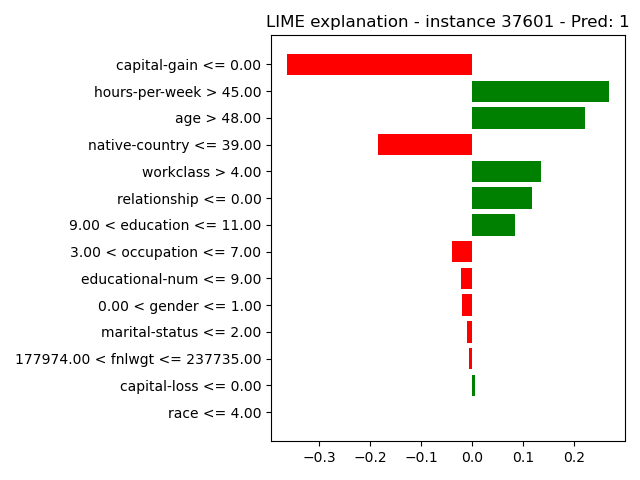 LIME explanation - instance 37601 - Pred: 1
capital-gain <= 0.00
hours-per-week > 45.00
age > 48.00
native-country <= 39.00
workclass > 4.00
relationship <= 0.00
9.00 < education <= 11.00
3.00 < occupation <= 7.00
educational-num <= 9.00
0.00 < gender <= 1.00
marital-status <= 2.00
177974.00 < fnlwgt <= 237735.00
capital-loss <= 0.00
race <= 4.00
−0.3 −0.2 −0.1 0.0 0.1 0.2